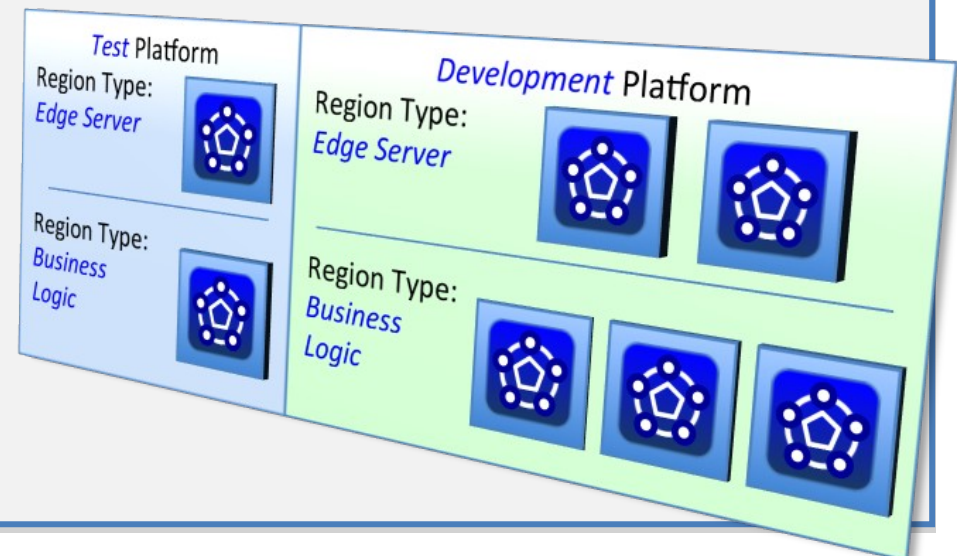 Test Platform
Region Type:
Edge Server
Region Type:
Business
Logic
Development Platform
Region Type:
Edge Server
Region Type:
Business
Logic